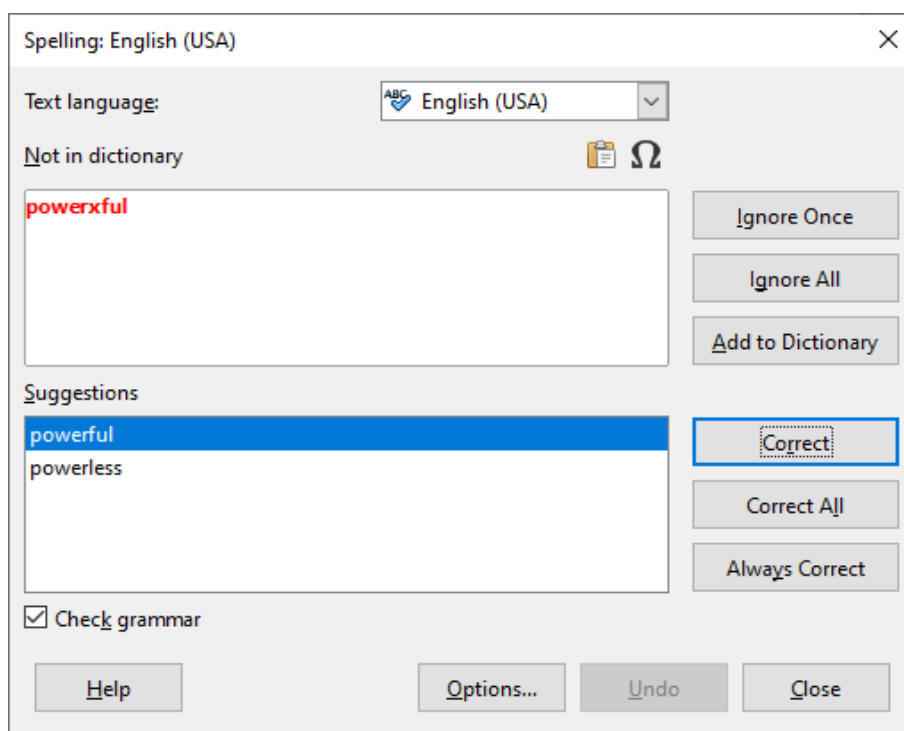 Spelling: English (USA)
Text language:
ABC English (USA)
Not in dictionary
Ω
powerxful
Ignore Once
Ignore All
Add to Dictionary
Suggestions
powerful
powerless
Correct
Correct All
Always Correct
Check grammar
Help Options... Undo Close